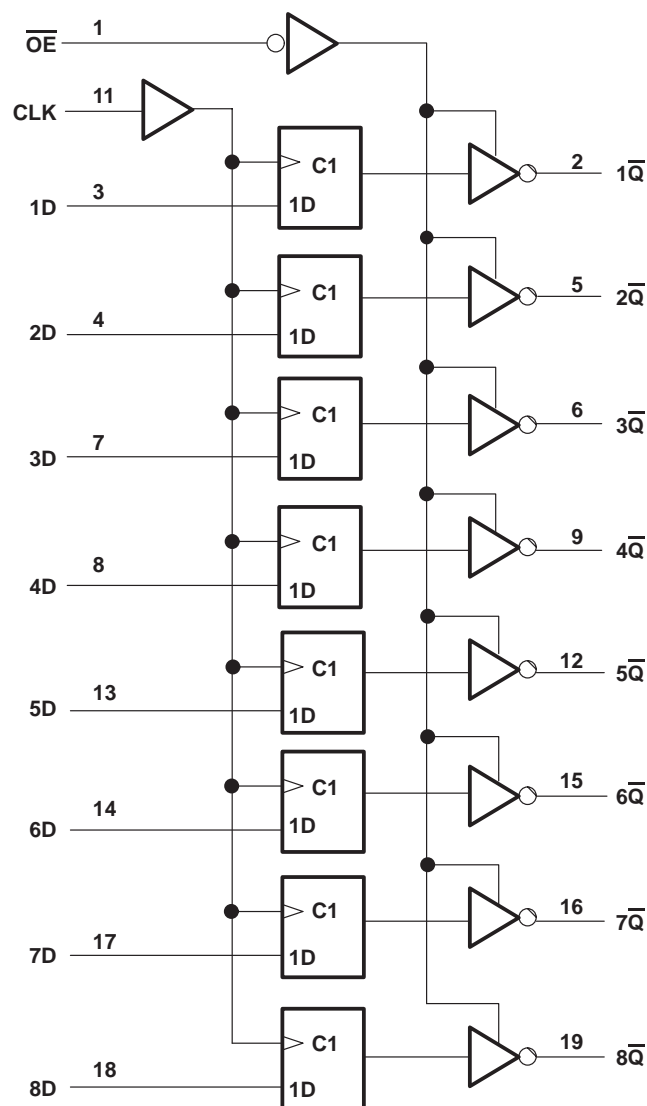 O̅E̅ 1
CLK 11
C1
1D 3 1D 2 1Q̅
C1
2D 4 1D 5 2Q̅
C1
3D 7 1D 6 3Q̅
C1
4D 8 1D 9 4Q̅
C1
5D 13 1D 12 5Q̅
C1
6D 14 1D 15 6Q̅
C1
7D 17 1D 16 7Q̅
C1
8D 18 1D 19 8Q̅